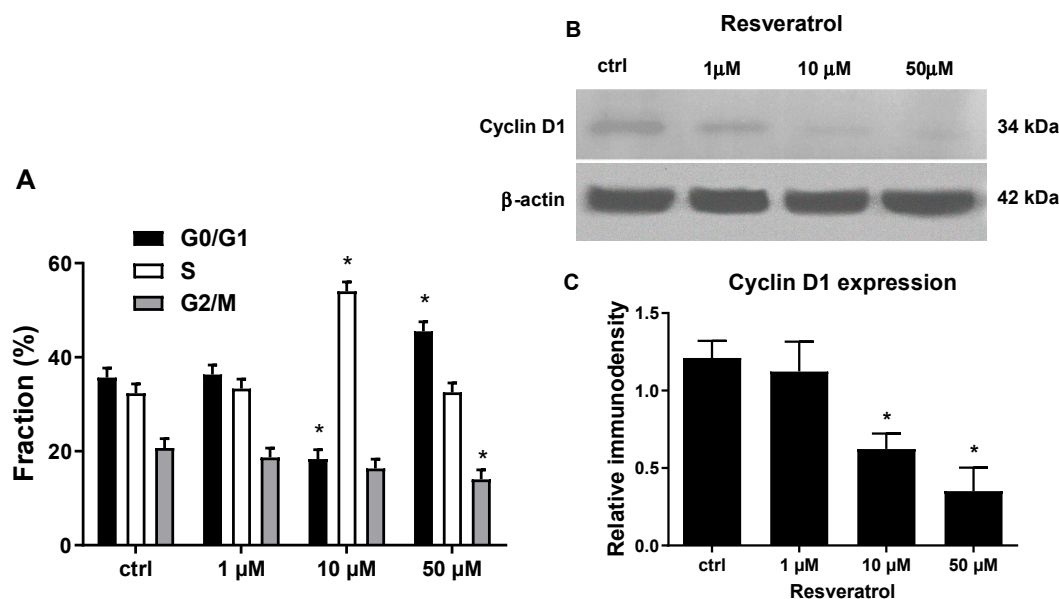 A
G0/G1
S
G2/M
Fraction (%)
60
40
20
0
*
*
*
*
ctrl
1 µM
10 µM
50 µM
B
Resveratrol
ctrl
1µM
10 µM
50µM
Cyclin D1
34 kDa
β-actin
42 kDa
C
Cyclin D1 expression
Relative immunodensity
1.5
1.0
0.5
0.0
*
*
ctrl
1 µM
10 µM
50 µM
Resveratrol